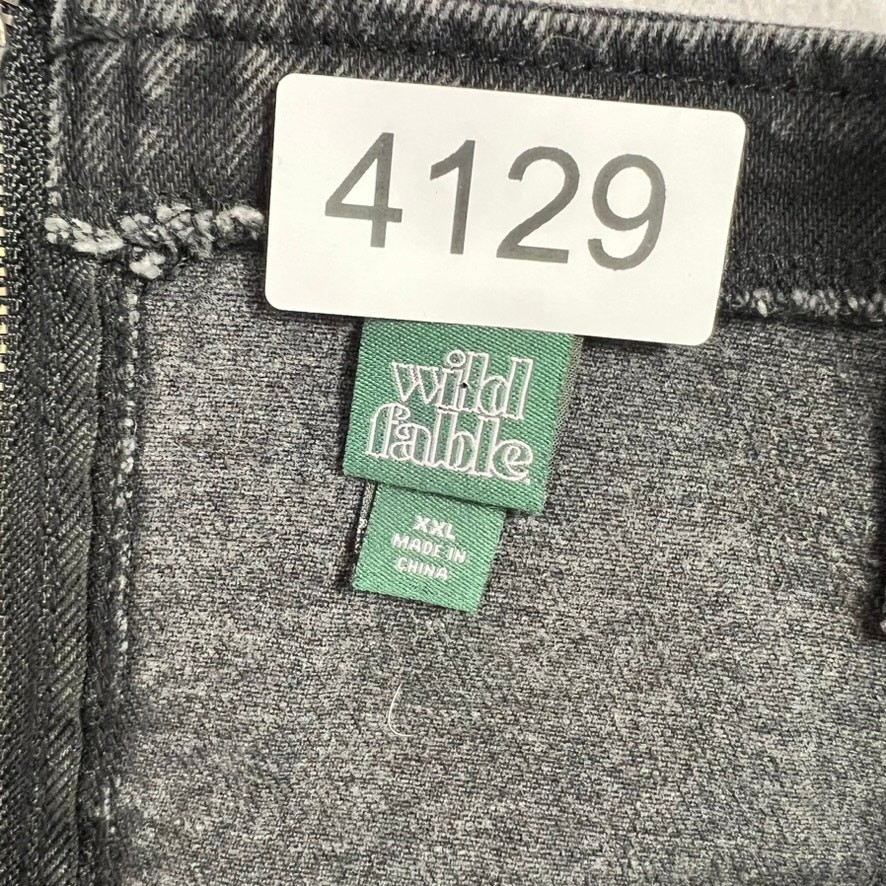 4129
wild
fable
XXL
MADE IN
CHINA